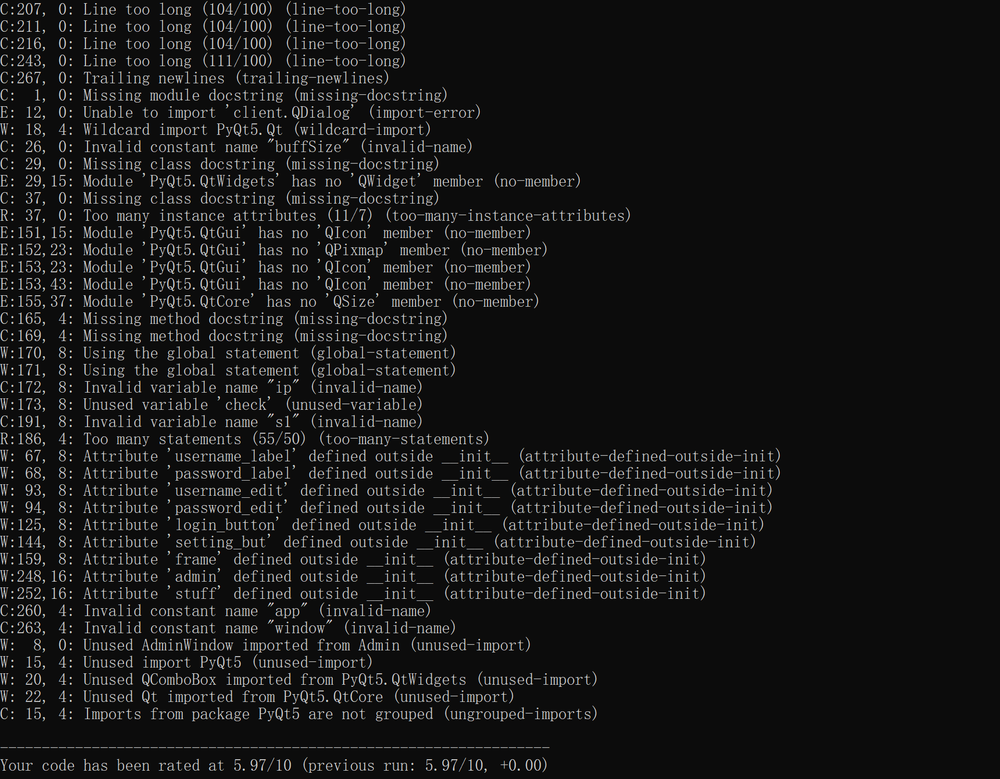 C:207, 0: Line too long (104/100) (line-too-long)
C:211, 0: Line too long (104/100) (line-too-long)
C:216, 0: Line too long (104/100) (line-too-long)
C:243, 0: Line too long (111/100) (line-too-long)
C:267, 0: Trailing newlines (trailing-newlines)
C:  1, 0: Missing module docstring (missing-docstring)
E: 12, 0: Unable to import 'client.QDialog' (import-error)
W: 18, 4: Wildcard import PyQt5.Qt (wildcard-import)
C: 26, 0: Invalid constant name "buffSize" (invalid-name)
C: 29, 0: Missing class docstring (missing-docstring)
E: 29,15: Module 'PyQt5.QtWidgets' has no 'QWidget' member (no-member)
C: 37, 0: Missing class docstring (missing-docstring)
R: 37, 0: Too many instance attributes (11/7) (too-many-instance-attributes)
E:151,15: Module 'PyQt5.QtGui' has no 'QIcon' member (no-member)
E:152,23: Module 'PyQt5.QtGui' has no 'QPixmap' member (no-member)
E:153,23: Module 'PyQt5.QtGui' has no 'QIcon' member (no-member)
E:153,43: Module 'PyQt5.QtGui' has no 'QIcon' member (no-member)
E:155,37: Module 'PyQt5.QtCore' has no 'QSize' member (no-member)
C:165, 4: Missing method docstring (missing-docstring)
C:169, 4: Missing method docstring (missing-docstring)
W:170, 8: Using the global statement (global-statement)
W:171, 8: Using the global statement (global-statement)
C:172, 8: Invalid variable name "ip" (invalid-name)
W:173, 8: Unused variable 'check' (unused-variable)
C:191, 8: Invalid variable name "s1" (invalid-name)
R:186, 4: Too many statements (55/50) (too-many-statements)
W: 67, 8: Attribute 'username_label' defined outside __init__ (attribute-defined-outside-init)
W: 68, 8: Attribute 'password_label' defined outside __init__ (attribute-defined-outside-init)
W: 93, 8: Attribute 'username_edit' defined outside __init__ (attribute-defined-outside-init)
W: 94, 8: Attribute 'password_edit' defined outside __init__ (attribute-defined-outside-init)
W:125, 8: Attribute 'login_button' defined outside __init__ (attribute-defined-outside-init)
W:144, 8: Attribute 'setting_but' defined outside __init__ (attribute-defined-outside-init)
W:159, 8: Attribute 'frame' defined outside __init__ (attribute-defined-outside-init)
W:248,16: Attribute 'admin' defined outside __init__ (attribute-defined-outside-init)
W:252,16: Attribute 'stuff' defined outside __init__ (attribute-defined-outside-init)
C:260, 4: Invalid constant name "app" (invalid-name)
C:263, 4: Invalid constant name "window" (invalid-name)
W:  8, 0: Unused AdminWindow imported from Admin (unused-import)
W: 15, 4: Unused import PyQt5 (unused-import)
W: 20, 4: Unused QComboBox imported from PyQt5.QtWidgets (unused-import)
W: 22, 4: Unused Qt imported from PyQt5.QtCore (unused-import)
C: 15, 4: Imports from package PyQt5 are not grouped (ungrouped-imports)
------------------------------------------------------------------
Your code has been rated at 5.97/10 (previous run: 5.97/10, +0.00)